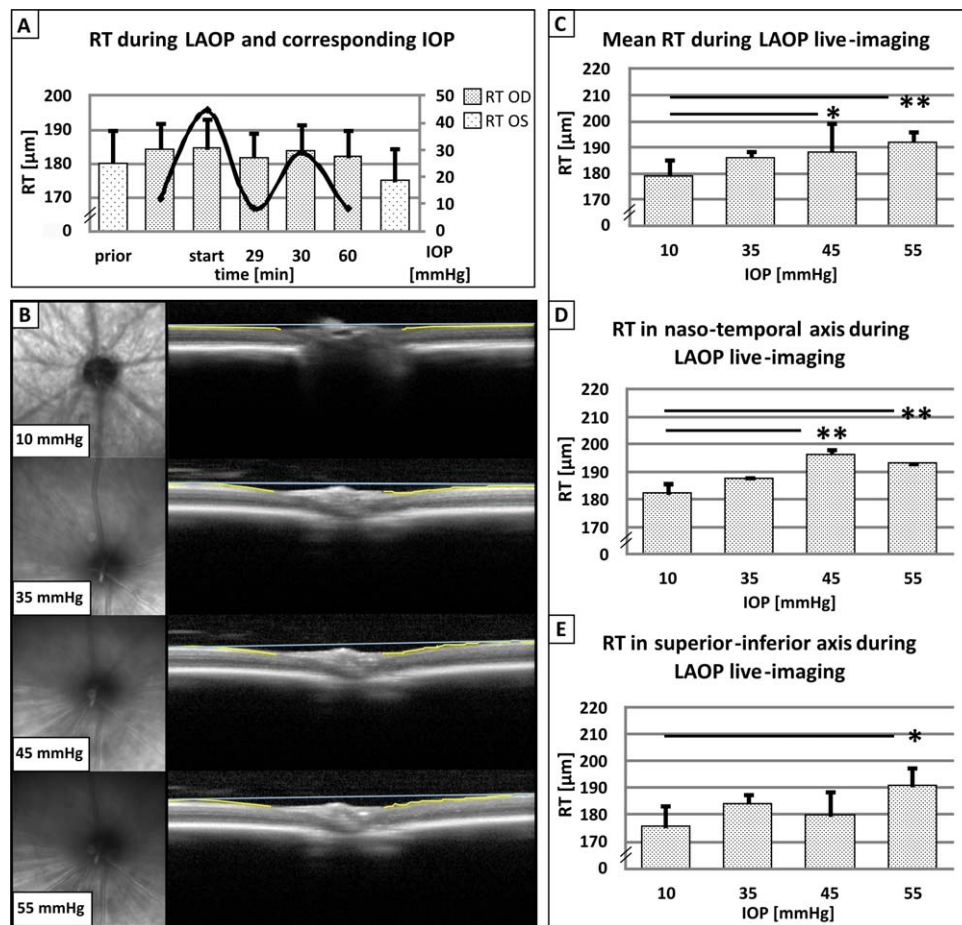 A
RT during LAOP and corresponding IOP
RT [µm]
200
190
180
170
0
50
40
30
20
10
0
RT OD
RT OS
prior
start
29
30
60
time [min]
IOP
[mmHg]
B
10 mmHg
35 mmHg
45 mmHg
55 mmHg
C
Mean RT during LAOP live-imaging
RT [µm]
220
210
200
190
180
170
0
*
**
10
35
45
55
IOP [mmHg]
D
RT in naso-temporal axis during
LAOP live-imaging
RT [µm]
220
210
200
190
180
170
0
**
**
10
35
45
55
IOP [mmHg]
E
RT in superior-inferior axis during
LAOP live-imaging
RT [µm]
220
210
200
190
180
170
0
*
10
35
45
55
IOP [mmHg]